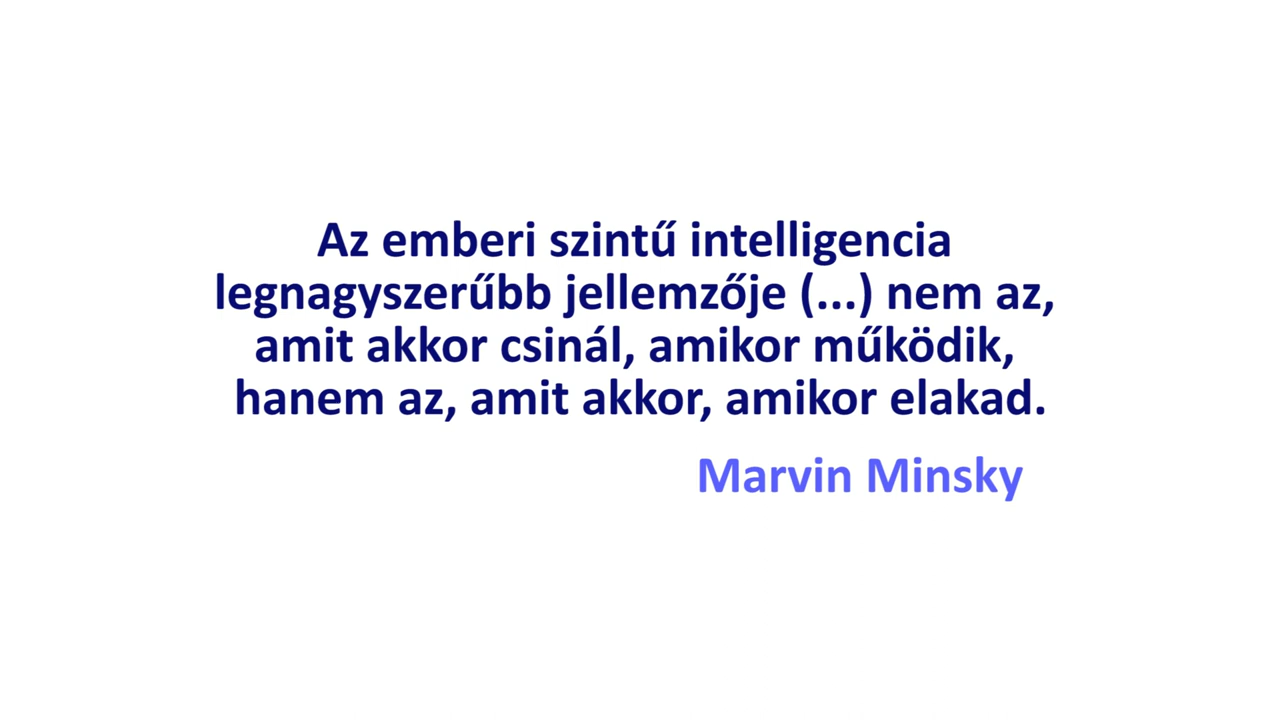 Az emberi szintű intelligencia
legnagyszerűbb jellemzője (...) nem az,
amit akkor csinál, amikor működik,
hanem az, amit akkor, amikor elakad.
Marvin Minsky